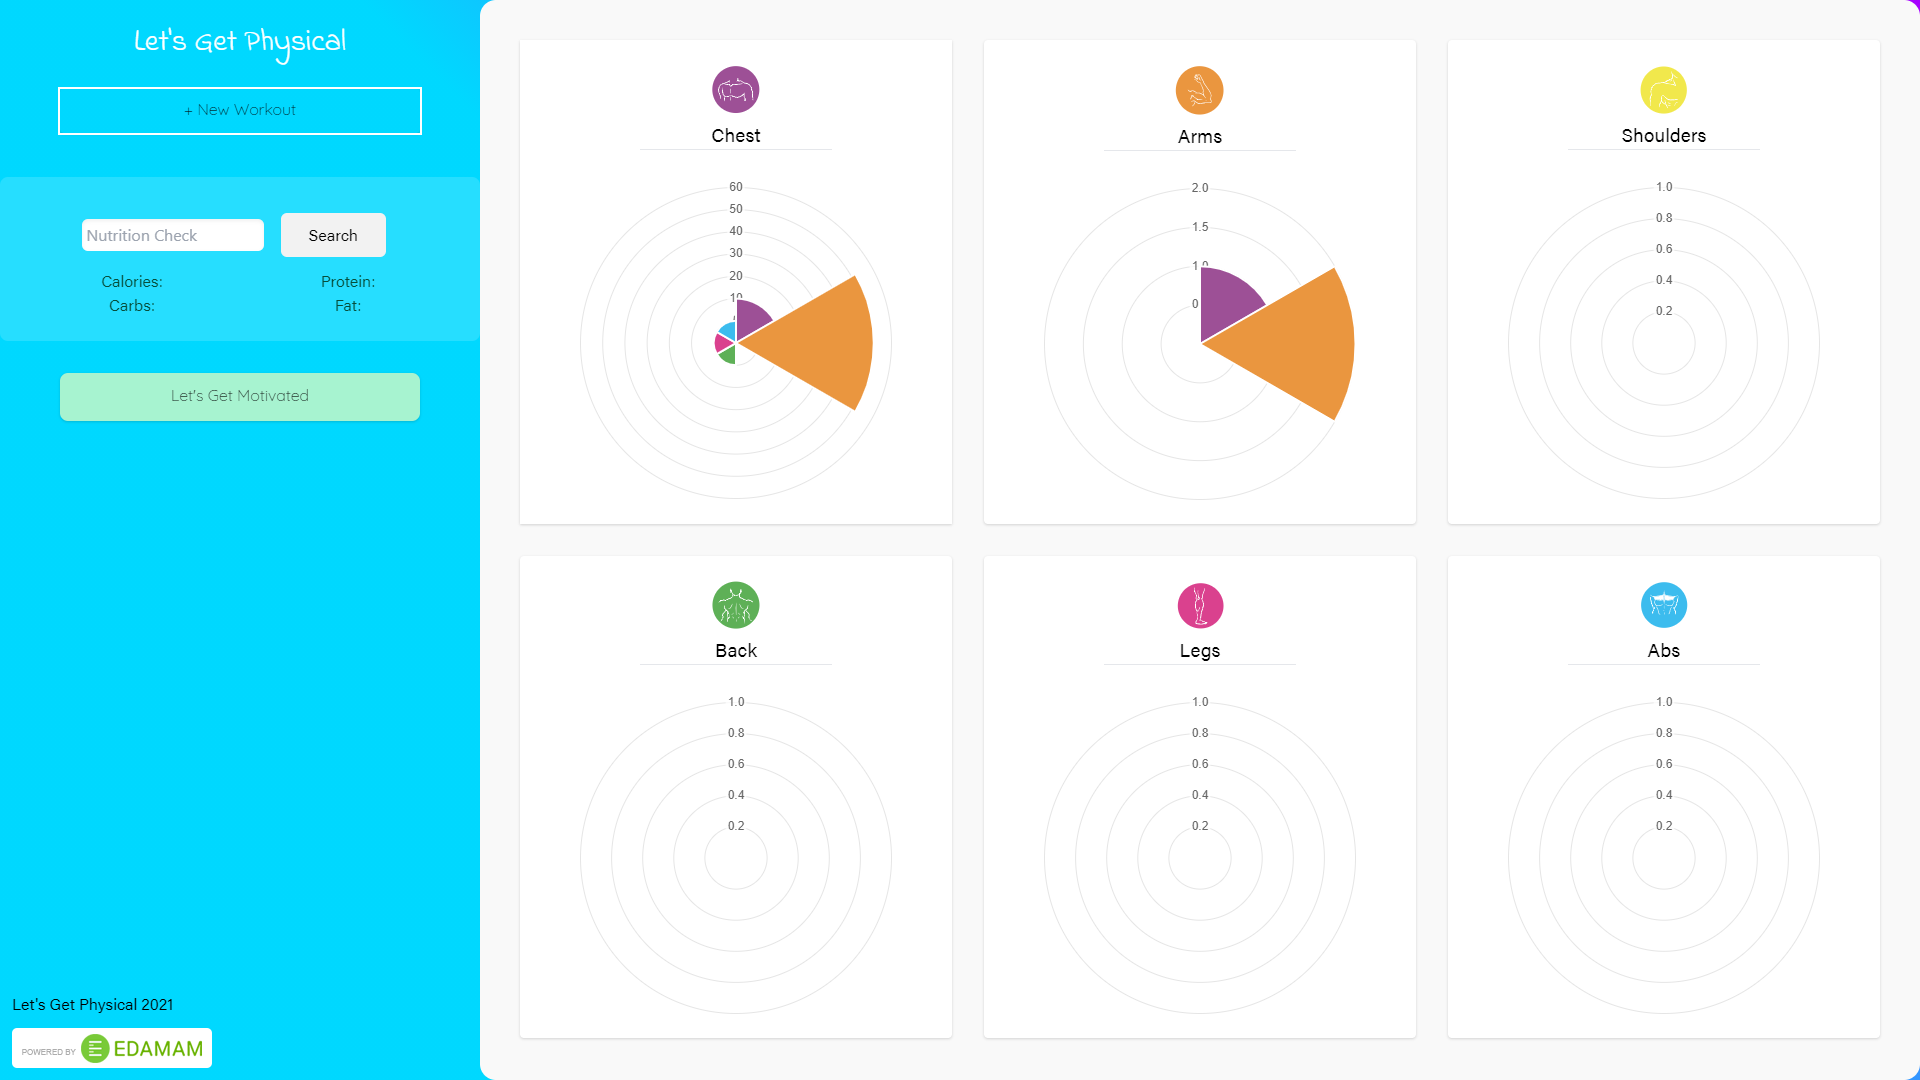 Let's Get Physical
+ New Workout
Nutrition Check
Search
Calories:
Protein:
Carbs:
Fat:
Let's Get Motivated
Let's Get Physical 2021
POWERED BY EDAMAM
Chest
60
50
40
30
20
10
Arms
2.0
1.5
1.0
0
Shoulders
1.0
0.8
0.6
0.4
0.2
Back
1.0
0.8
0.6
0.4
0.2
Legs
1.0
0.8
0.6
0.4
0.2
Abs
1.0
0.8
0.6
0.4
0.2